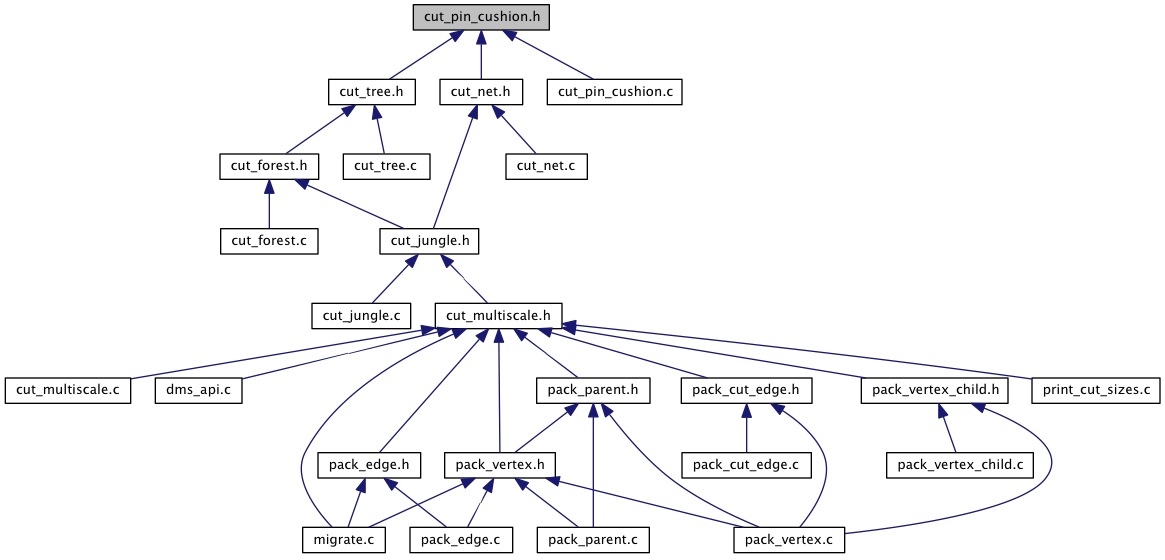 cut_pin_cushion.h
cut_tree.h
cut_net.h
cut_pin_cushion.c
cut_forest.h
cut_tree.c
cut_net.c
cut_forest.c
cut_jungle.h
cut_jungle.c
cut_multiscale.h
cut_multiscale.c
dms_api.c
pack_parent.h
pack_cut_edge.h
pack_vertex_child.h
print_cut_sizes.c
pack_edge.h
pack_vertex.h
pack_cut_edge.c
pack_vertex_child.c
migrate.c
pack_edge.c
pack_parent.c
pack_vertex.c